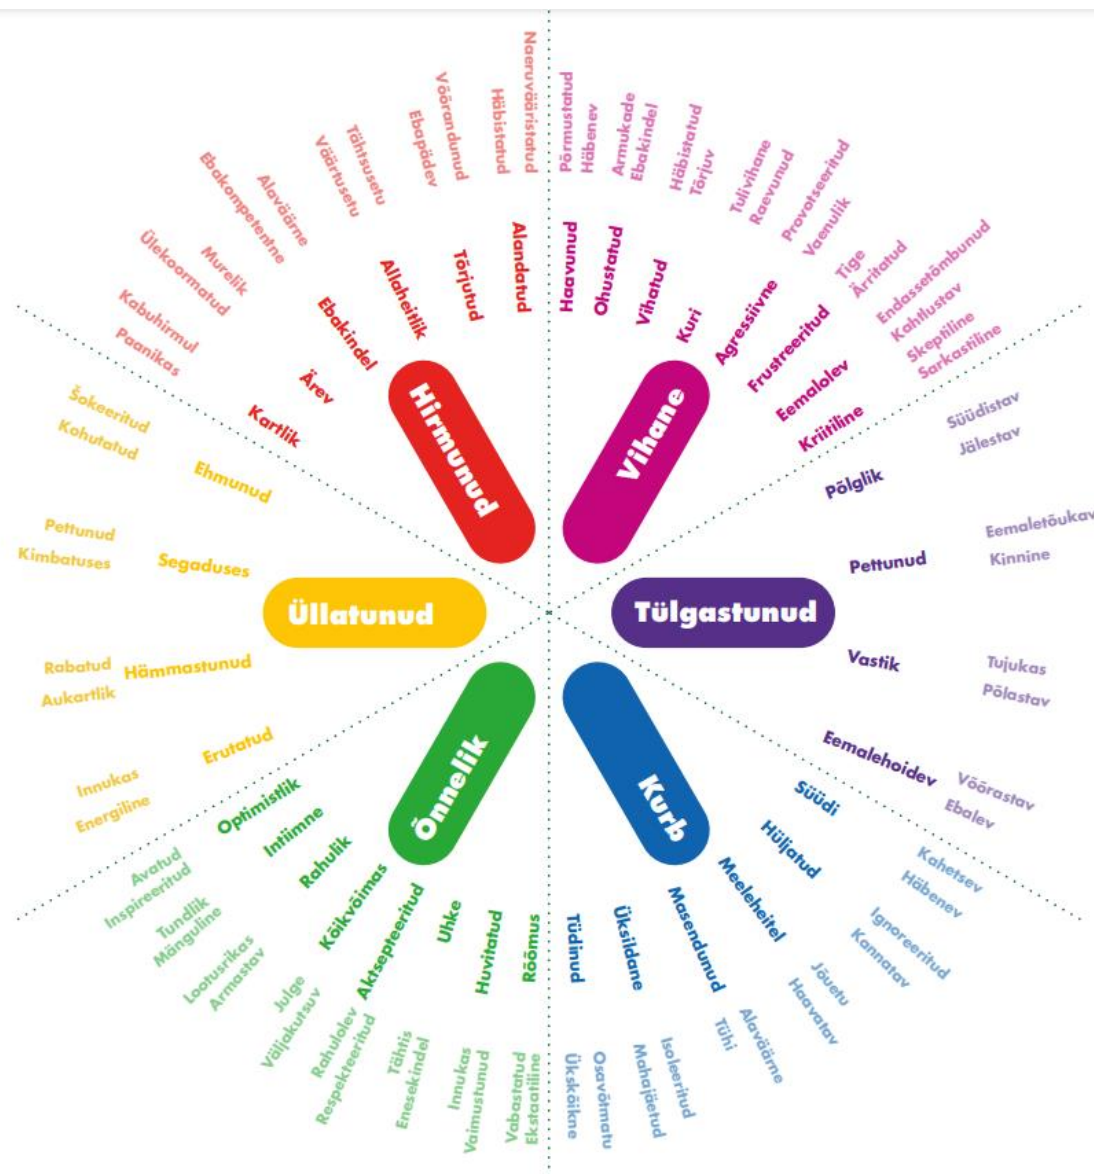 Hirmunud
Alandatud
Naeruvääristatud
Häbistatud
Tõrjutud
Võõrandunud
Ebapädev
Allaheitlik
Tähtsusetu
Väärtusetu
Ebakindel
Alaväärne
Ebakompetentne
Ärev
Murelik
Ülekoormatud
Kartlik
Kabuhirmul
Paanikas
Vihane
Haavunud
Põrmustatud
Häbenev
Ohustatud
Armukade
Ebakindel
Vihatud
Häbistatud
Tõrjuv
Kuri
Tulivihane
Raevunud
Agressiivne
Provotseeritud
Vaenulik
Frustreeritud
Tige
Ärritatud
Eemalolev
Endassetõmbunud
Kahtlustav
Kriitiline
Skeptiline
Sarkastiline
Tülgastunud
Põlglik
Süüdistav
Jälestav
Pettunud
Eemaletõukav
Kinnine
Vastik
Tujukas
Põlastav
Eemalehoidev
Võõrastav
Ebalev
Kurb
Süüdi
Kahetsev
Häbenev
Hüljatud
Ignoreeritud
Kannatav
Meeleheitel
Jõuetu
Haavatav
Masendunud
Alaväärne
Tühi
Üksildane
Isoleeritud
Mahajäetud
Tüdinud
Osavõtmatu
Ükskõikne
Õnnelik
Rõõmus
Vabastatud
Ekstaatiline
Huvitatud
Innukas
Vaimustunud
Uhke
Tähtis
Enesekindel
Aktsepteeritud
Rahulolev
Respekteeritud
Kõikvõimas
Julge
Väljakutsuv
Rahulik
Lootusrikas
Armastav
Intiimne
Tundlik
Mänguline
Optimistlik
Avatud
Inspireeritud
Üllatunud
Erutatud
Innukas
Energiline
Hämmastunud
Rabatud
Aukartlik
Segaduses
Pettunud
Kimbatuses
Ehmunud
Šokeeritud
Kohutatud